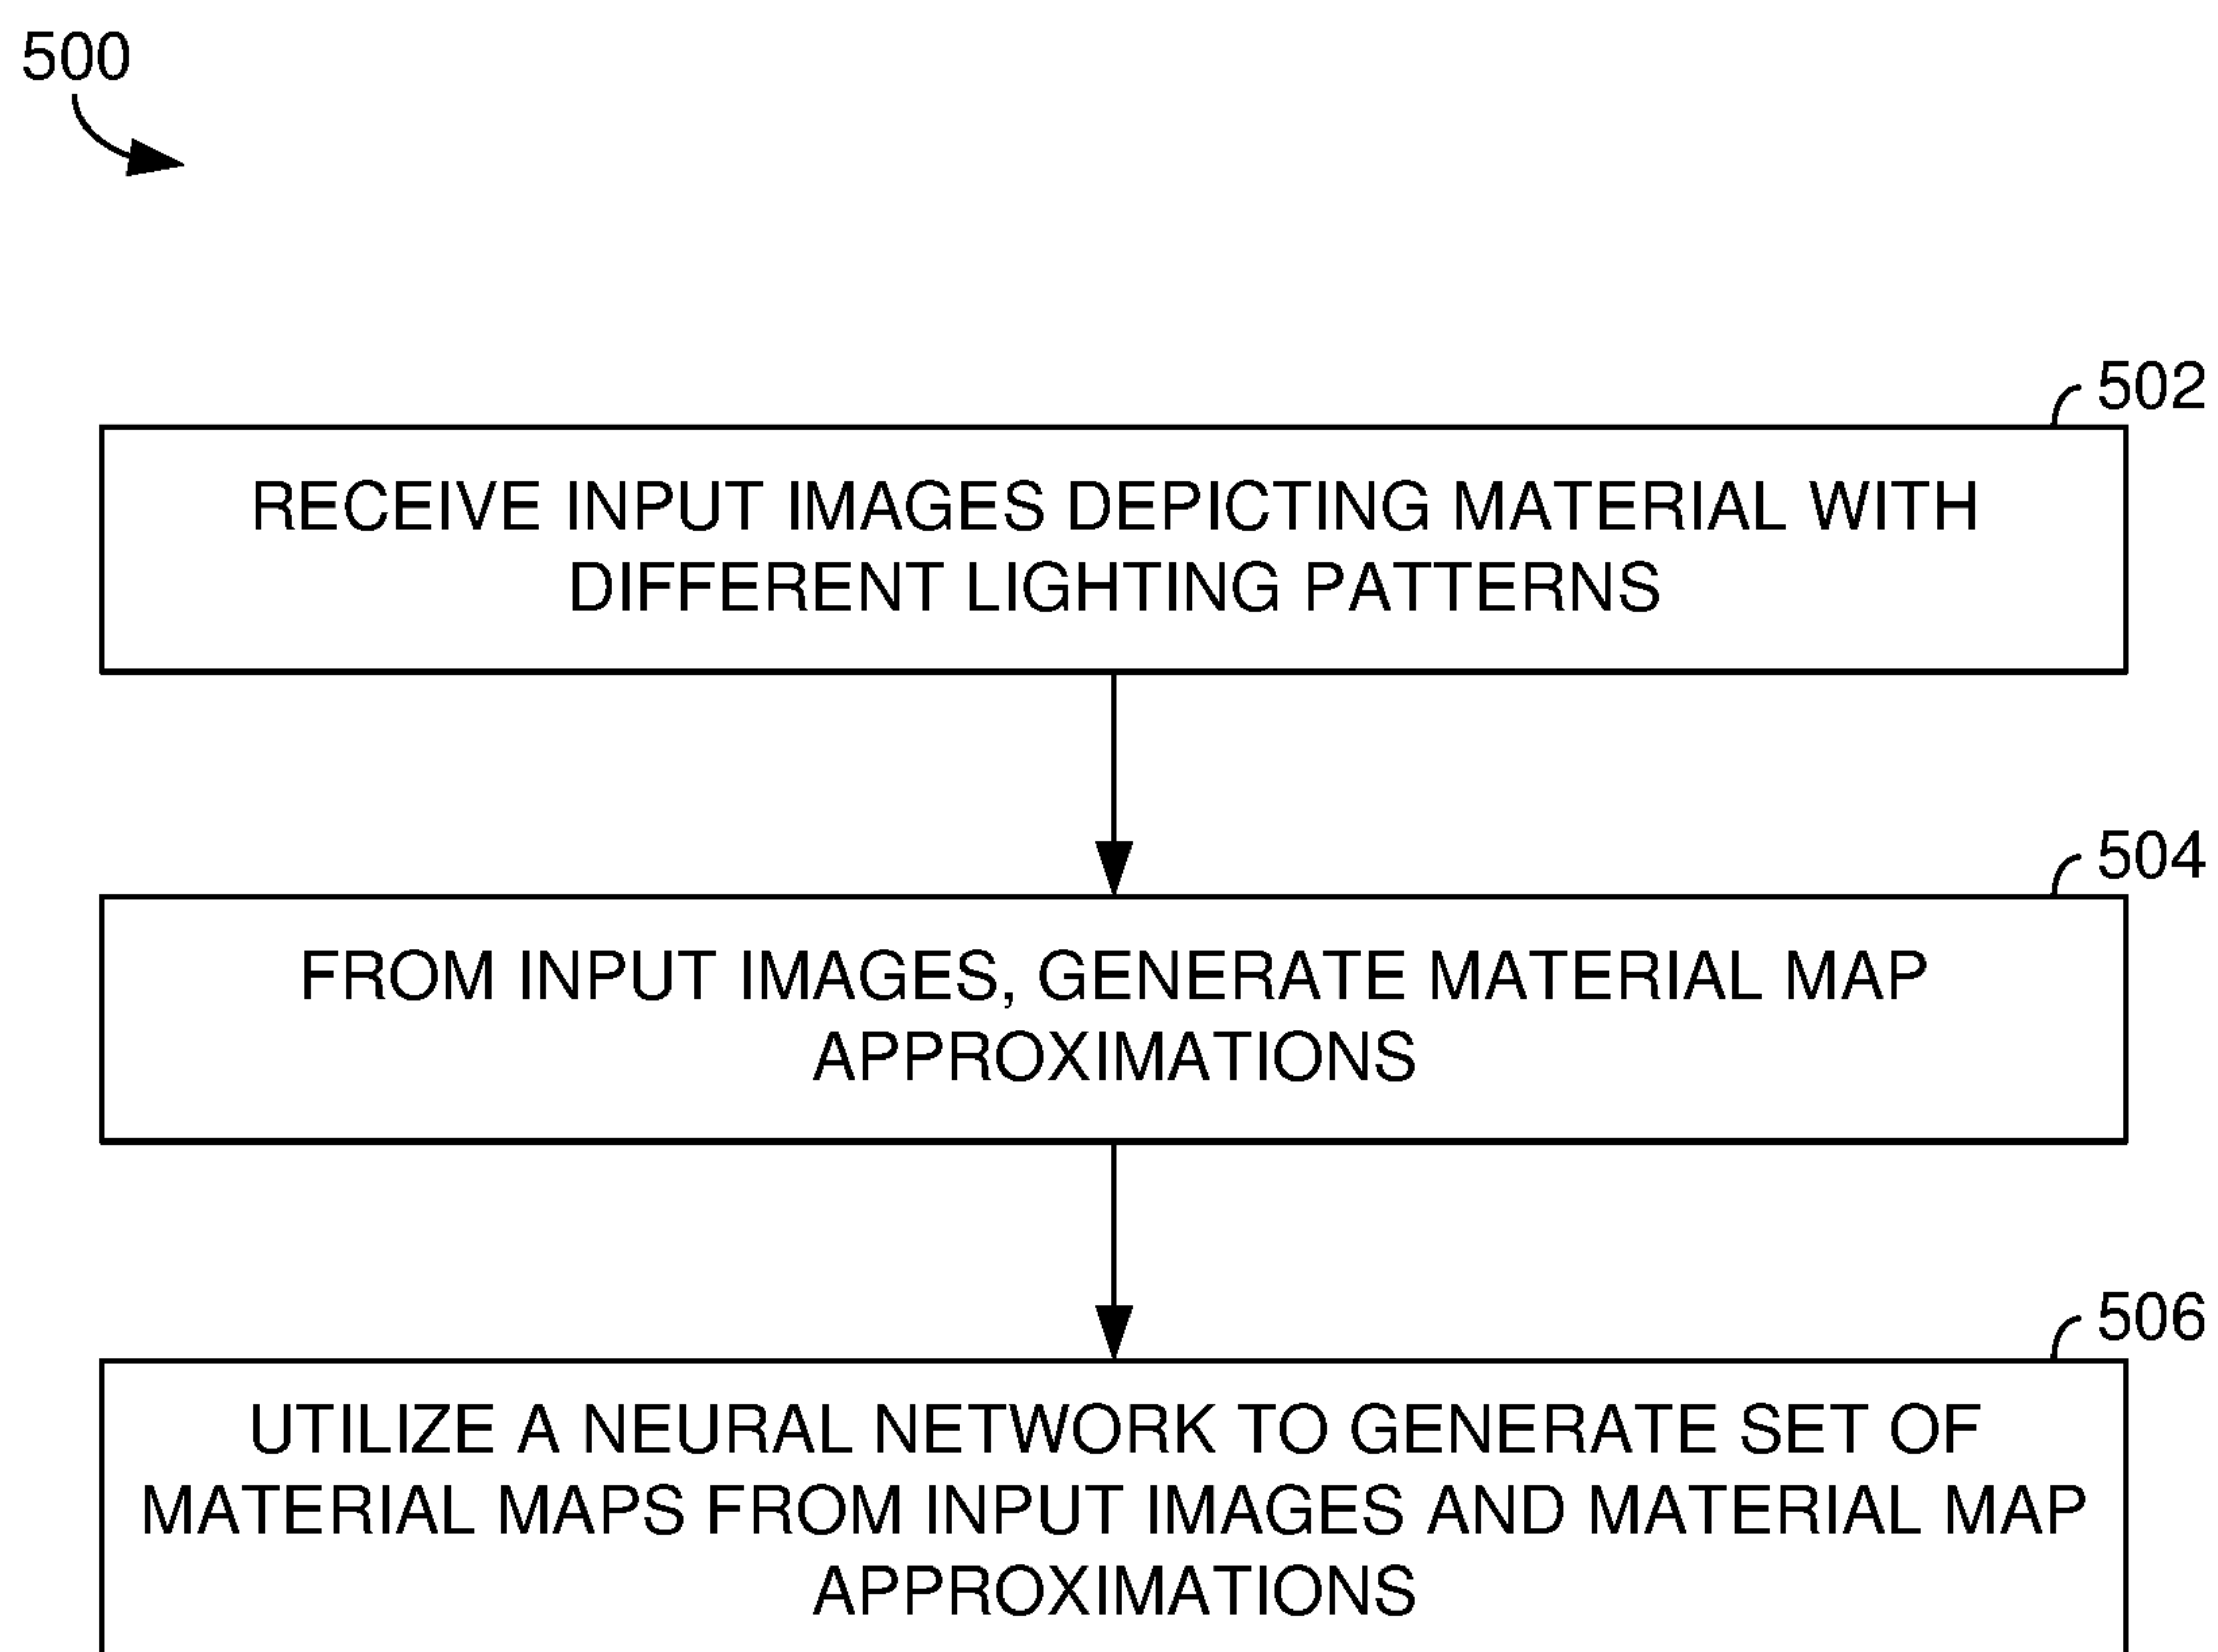 500
502
RECEIVE INPUT IMAGES DEPICTING MATERIAL WITH
DIFFERENT LIGHTING PATTERNS
504
FROM INPUT IMAGES, GENERATE MATERIAL MAP
APPROXIMATIONS
506
UTILIZE A NEURAL NETWORK TO GENERATE SET OF
MATERIAL MAPS FROM INPUT IMAGES AND MATERIAL MAP
APPROXIMATIONS